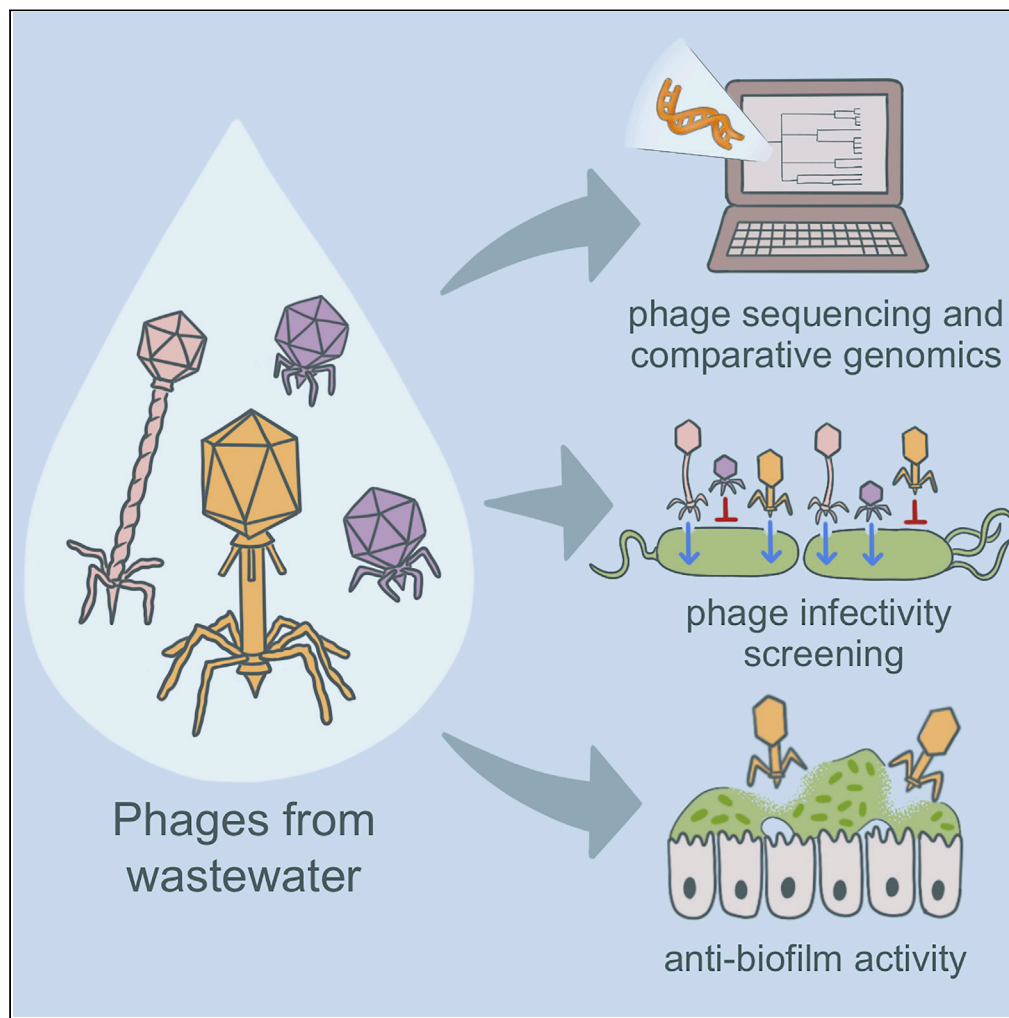 phage sequencing and
comparative genomics
phage infectivity
screening
Phages from
wastewater
anti-biofilm activity